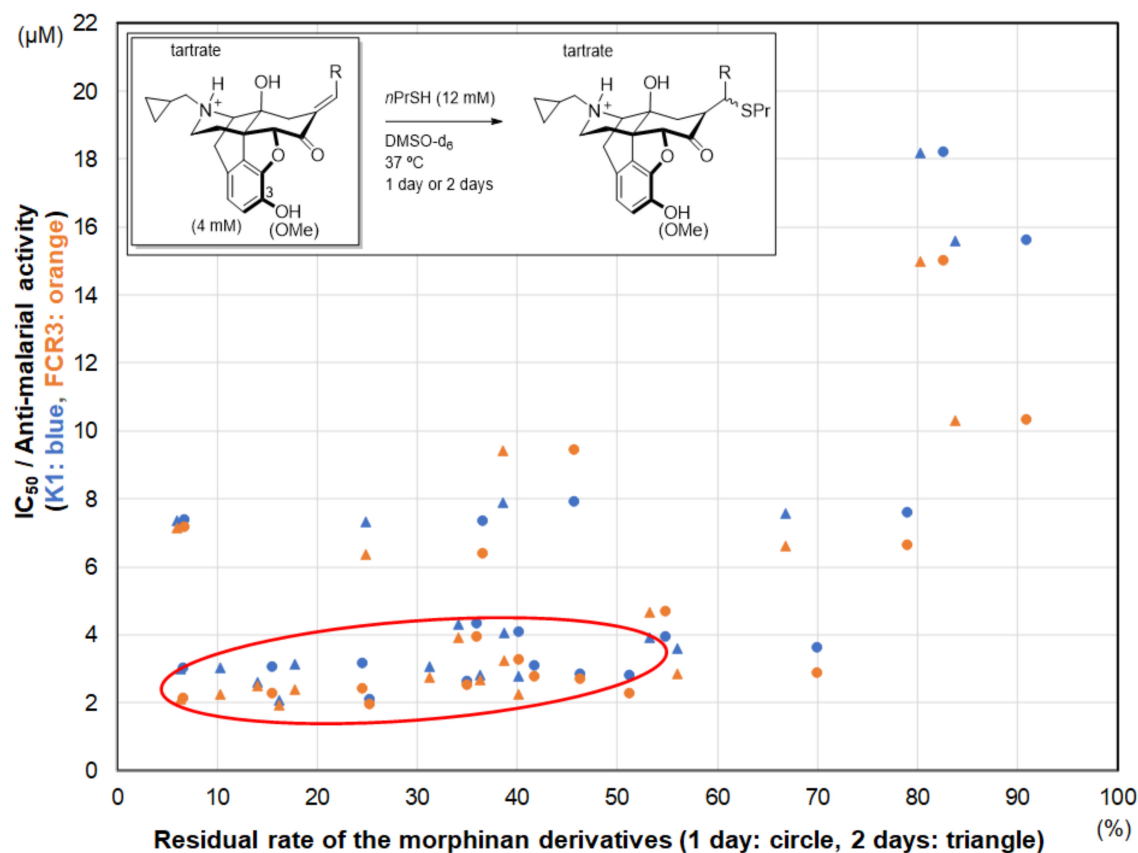 (µM)
22
20
18
16
14
12
10
8
6
4
2
0
IC50 / Anti-malarial activity
(K1: blue, FCR3: orange)
tartrate
H
N
+
OH
R
O
O
3
OH
(OMe)
(4 mM)
nPrSH (12 mM)
DMSO-d6
37 ºC
1 day or 2 days
tartrate
H
N
+
OH
R
SPr
O
O
OH
(OMe)
0 10 20 30 40 50 60 70 80 90 100
Residual rate of the morphinan derivatives (1 day: circle, 2 days: triangle)
(%)